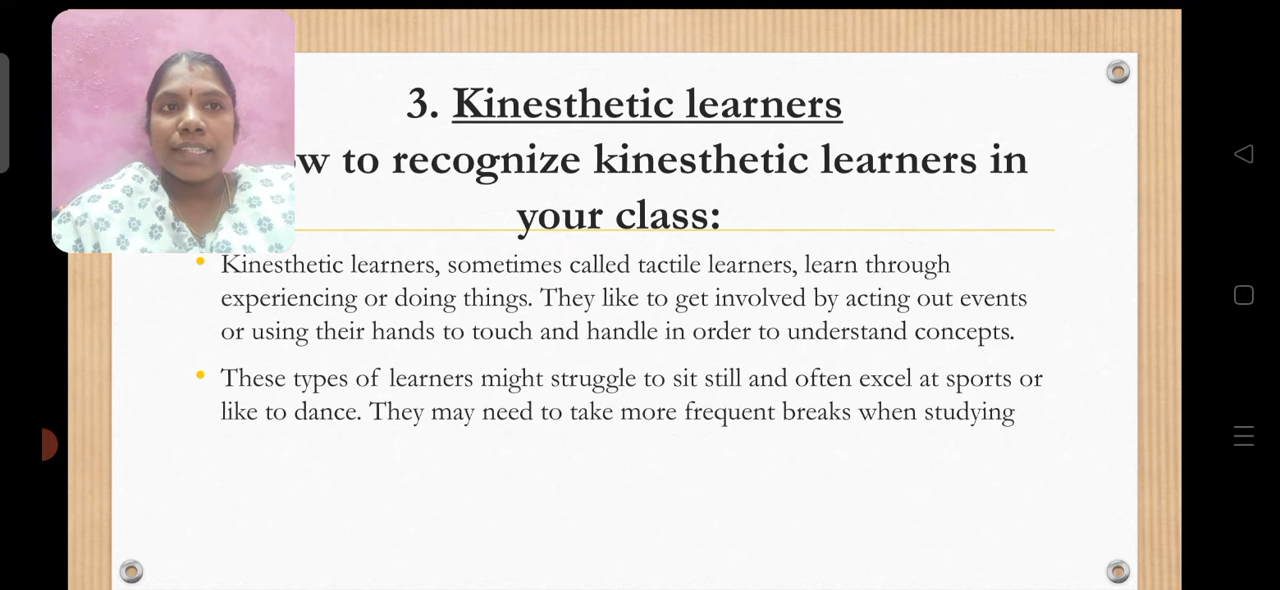 3. Kinesthetic learners
w to recognize kinesthetic learners in
your class:
Kinesthetic learners, sometimes called tactile learners, learn through
experiencing or doing things. They like to get involved by acting out events
or using their hands to touch and handle in order to understand concepts.
These types of learners might struggle to sit still and often excel at sports or
like to dance. They may need to take more frequent breaks when studying